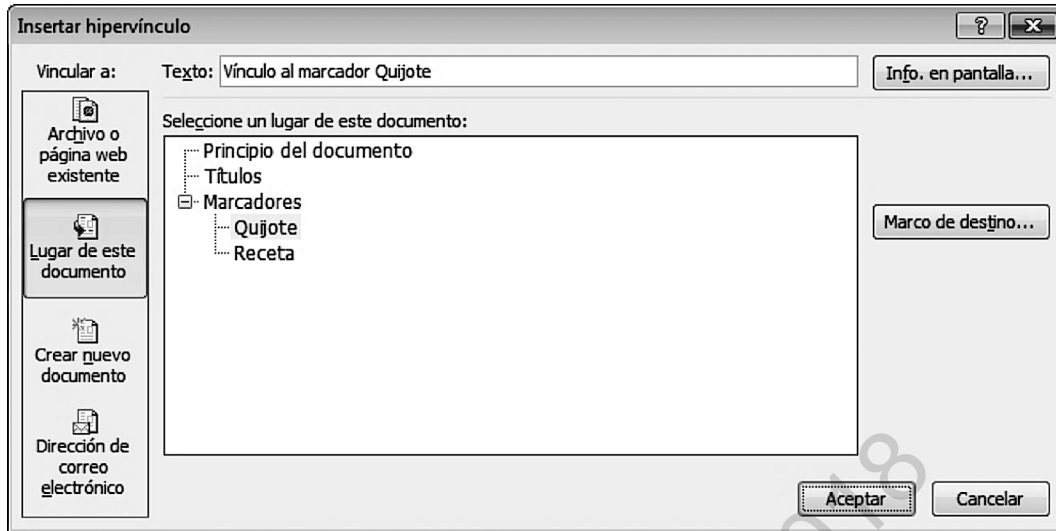 Insertar hipervínculo
Vincular a:
Texto: Vínculo al marcador Quijote
Info. en pantalla...
Archivo o
página web
existente
Lugar de este
documento
Crear nuevo
documento
Dirección de
correo
electrónico
Seleccione un lugar de este documento:
Principio del documento
Títulos
Marcadores
Quijote
Receta
Marco de destino...
Aceptar
Cancelar